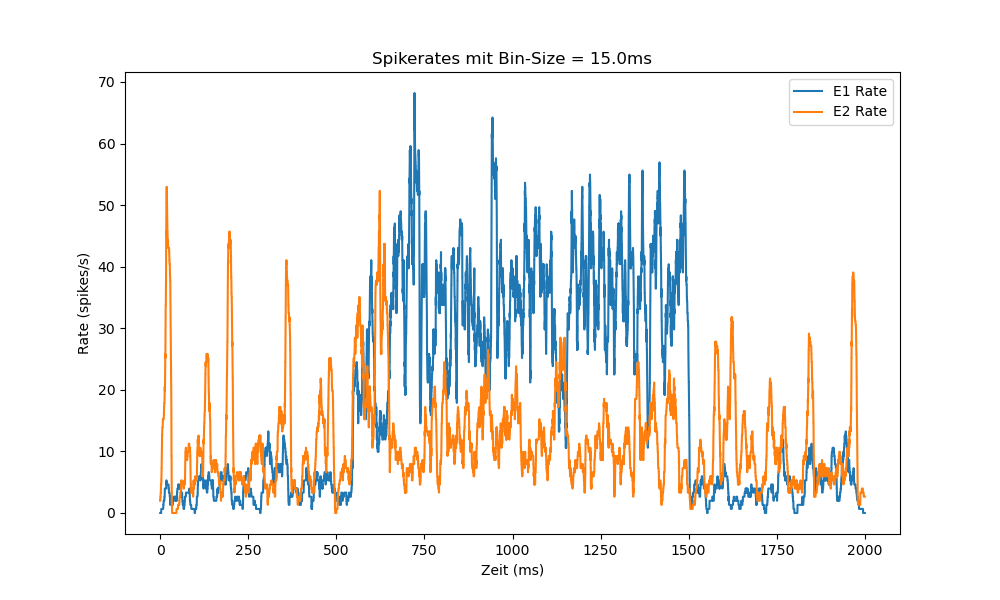 Spikerates mit Bin-Size = 15.0ms
E1 Rate
E2 Rate
Rate (spikes/s)
70
60
50
40
30
20
10
0
0 250 500 750 1000 1250 1500 1750 2000
Zeit (ms)